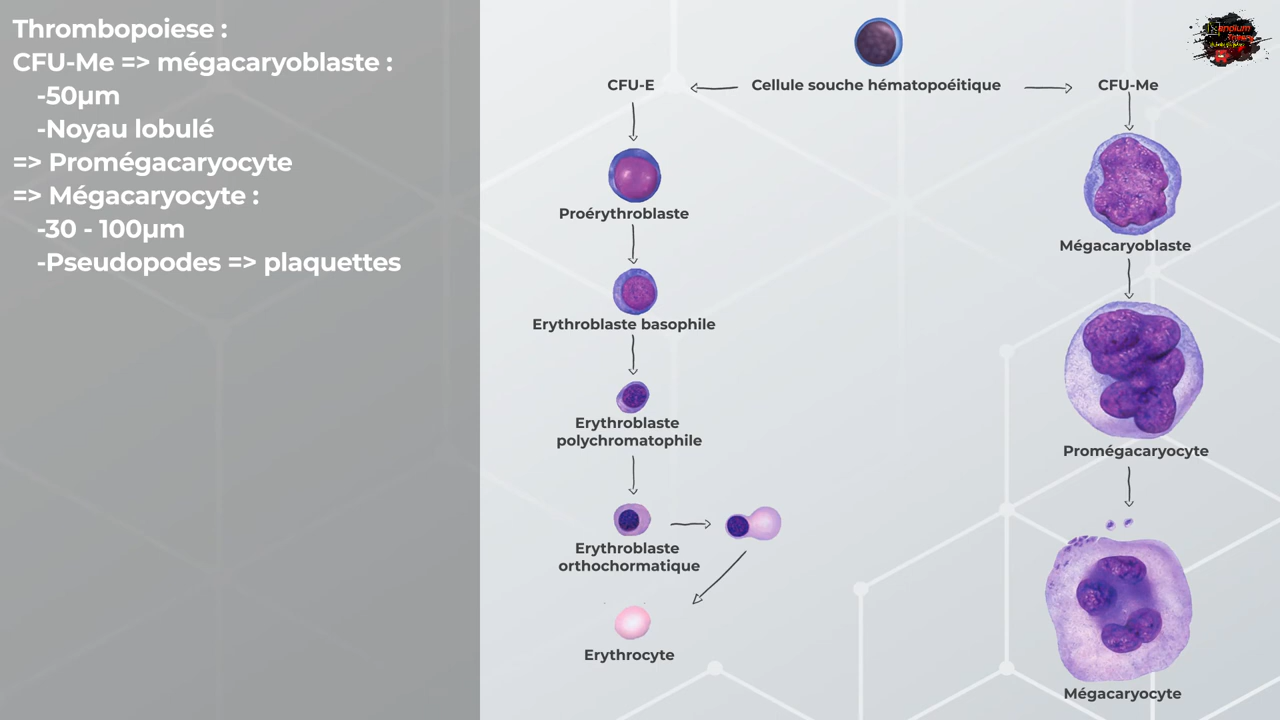 Thrombopoiese :
CFU-Me => mégacaryoblaste :
-50µm
-Noyau lobulé
=> Promégacaryocyte
=> Mégacaryocyte :
-30 - 100µm
-Pseudopodes => plaquettes
CFU-E
Cellule souche hématopoéitique
CFU-Me
Proérythroblaste
Mégacaryoblaste
Erythroblaste basophile
Erythroblaste
polychromatophile
Promégacaryocyte
Erythroblaste
orthochormatique
Erythrocyte
Mégacaryocyte